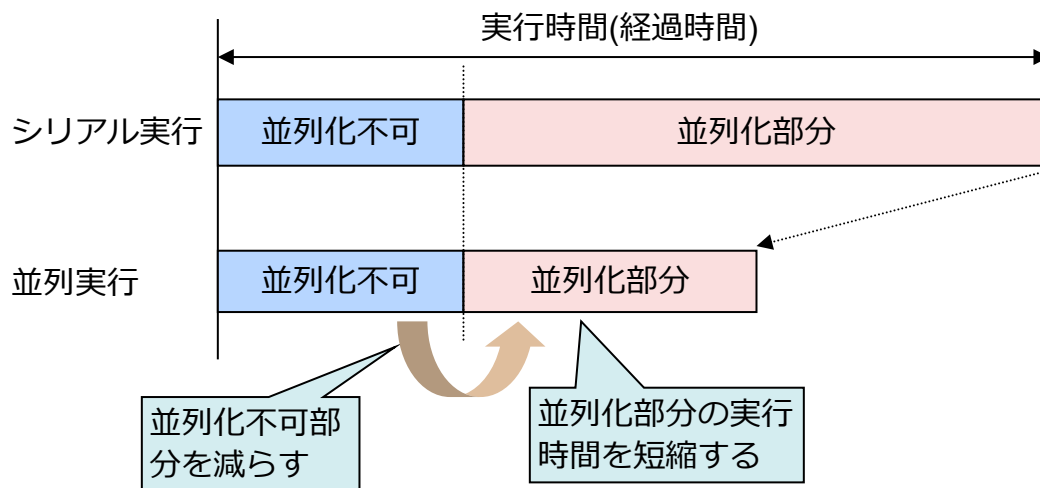 実行時間(経過時間)
シリアル実行
並列化不可
並列化部分
並列実行
並列化不可
並列化部分
並列化不可部
分を減らす
並列化部分の実行
時間を短縮する